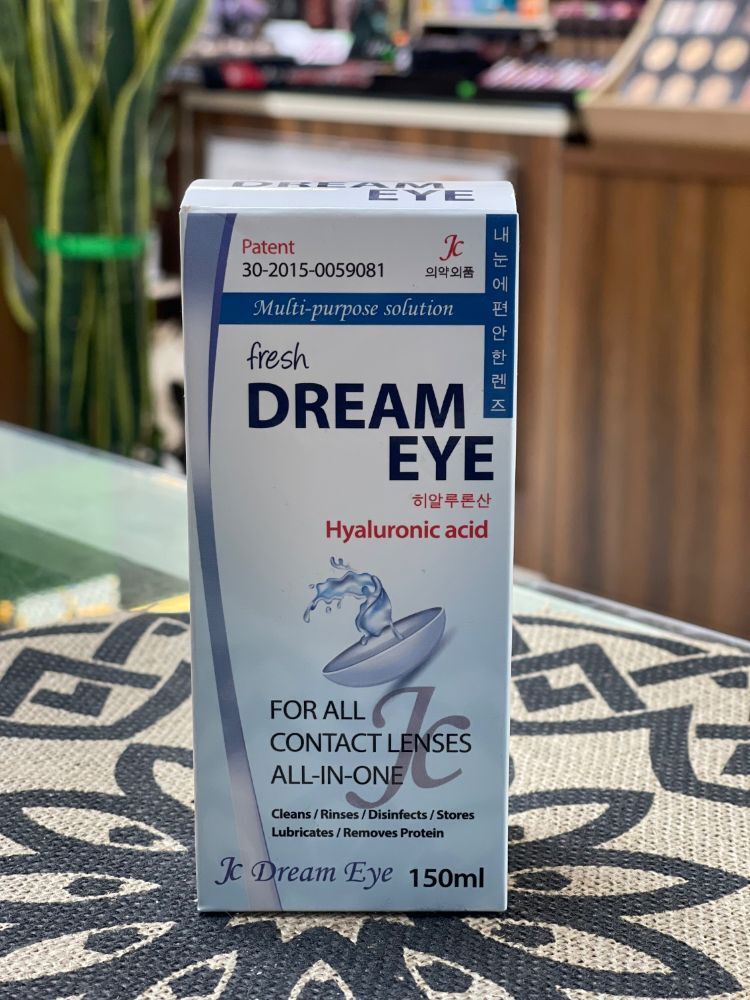 DREAM
EYE
Patent
30-2015-0059081
Jc
의약외품
내눈에편안한렌즈
Multi-purpose solution
fresh
DREAM
EYE
히알루론산
Hyaluronic acid
Jc
FOR ALL
CONTACT LENSES
ALL-IN-ONE
Cleans / Rinses / Disinfects / Stores
Lubricates / Removes Protein
Jc Dream Eye 150ml